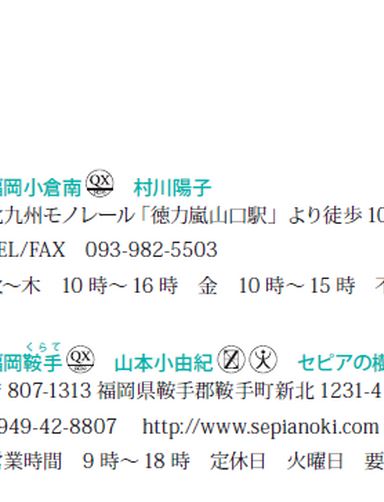 福岡小倉南 QX 村川陽子
北九州モノレール「徳力嵐山口駅」より徒歩 10
TEL/FAX 093-982-5503
〜木 10 時〜 16 時 金 10 時〜 15 時 不
くらて
福岡鞍手 QX 山本小由紀 Z 人 セピアの樹
〒 807-1313 福岡県鞍手郡鞍手町新北 1231-4
949-42-8807 http://www.sepianoki.com
営業時間 9 時〜 18 時 定休日 火曜日 要